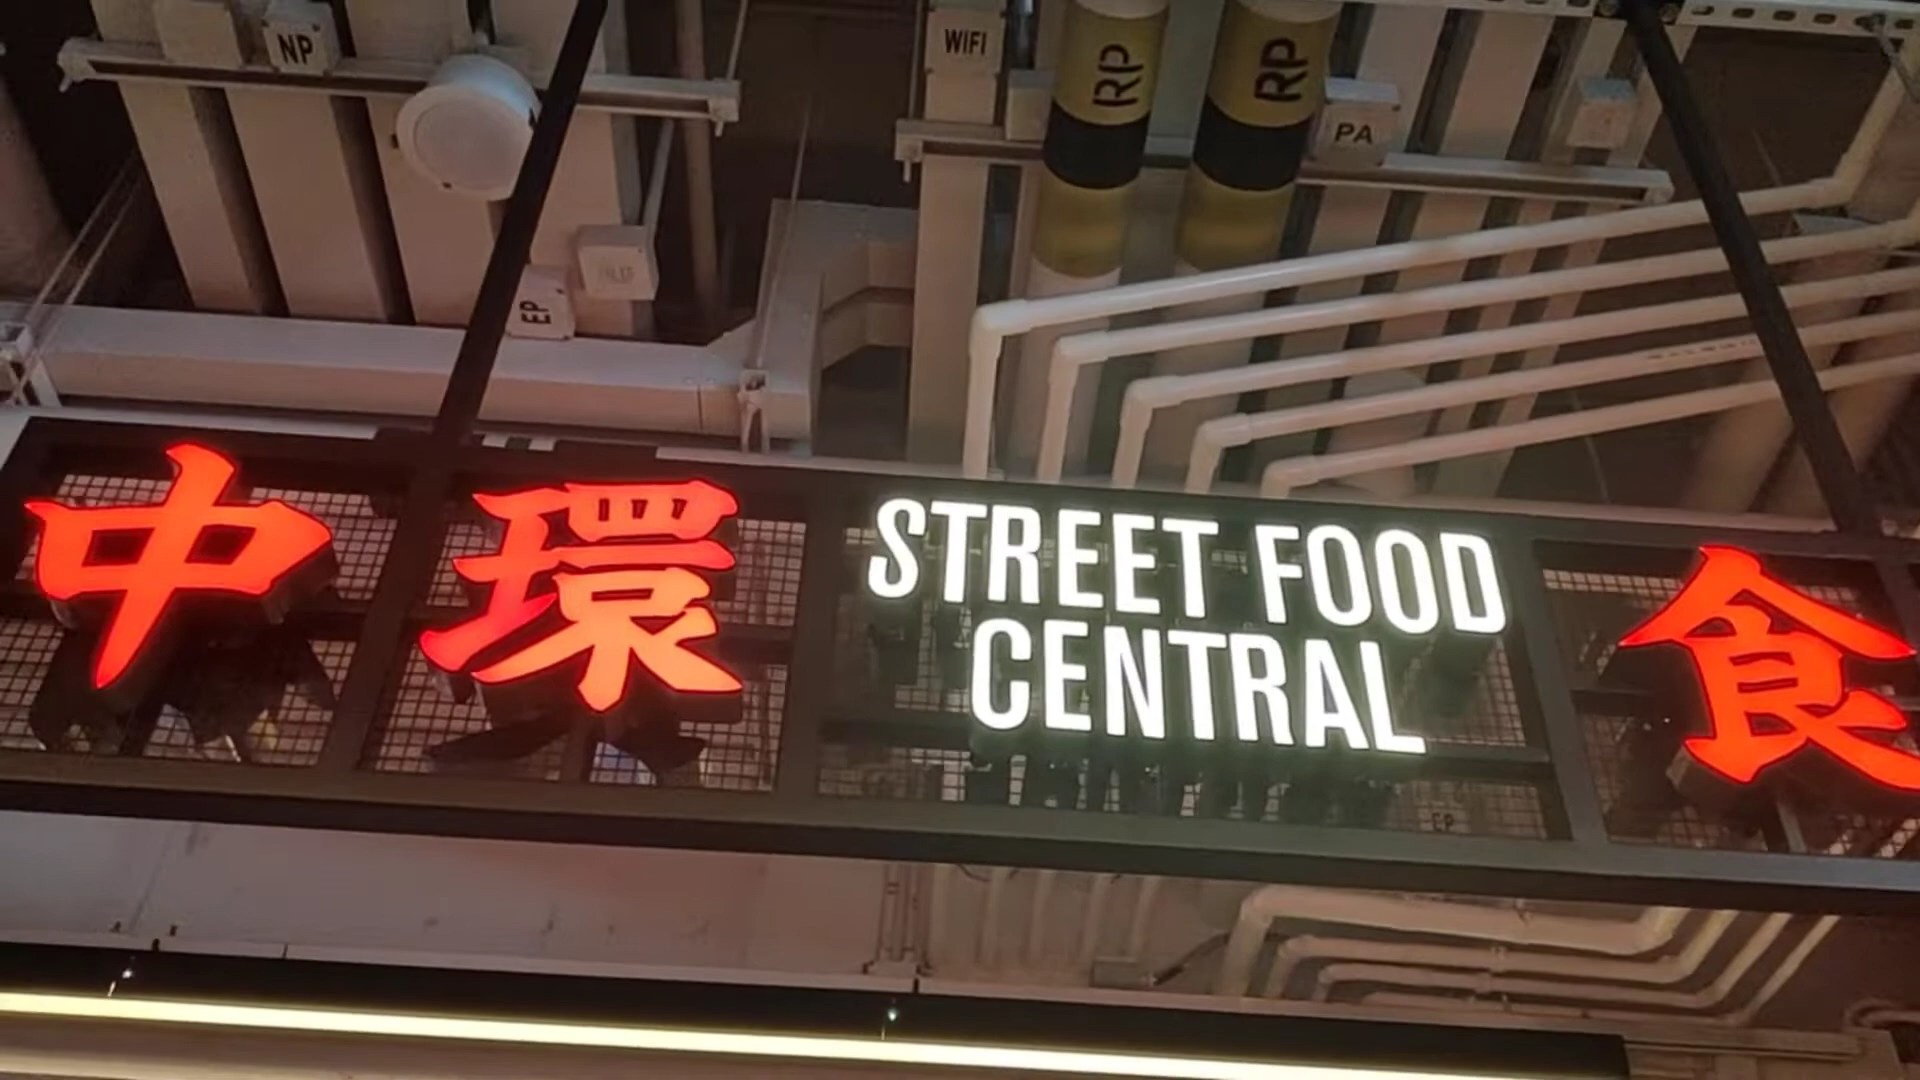 NP
WIFI
RP
RP
PA
EP
中環
STREET FOOD
CENTRAL
食
EP